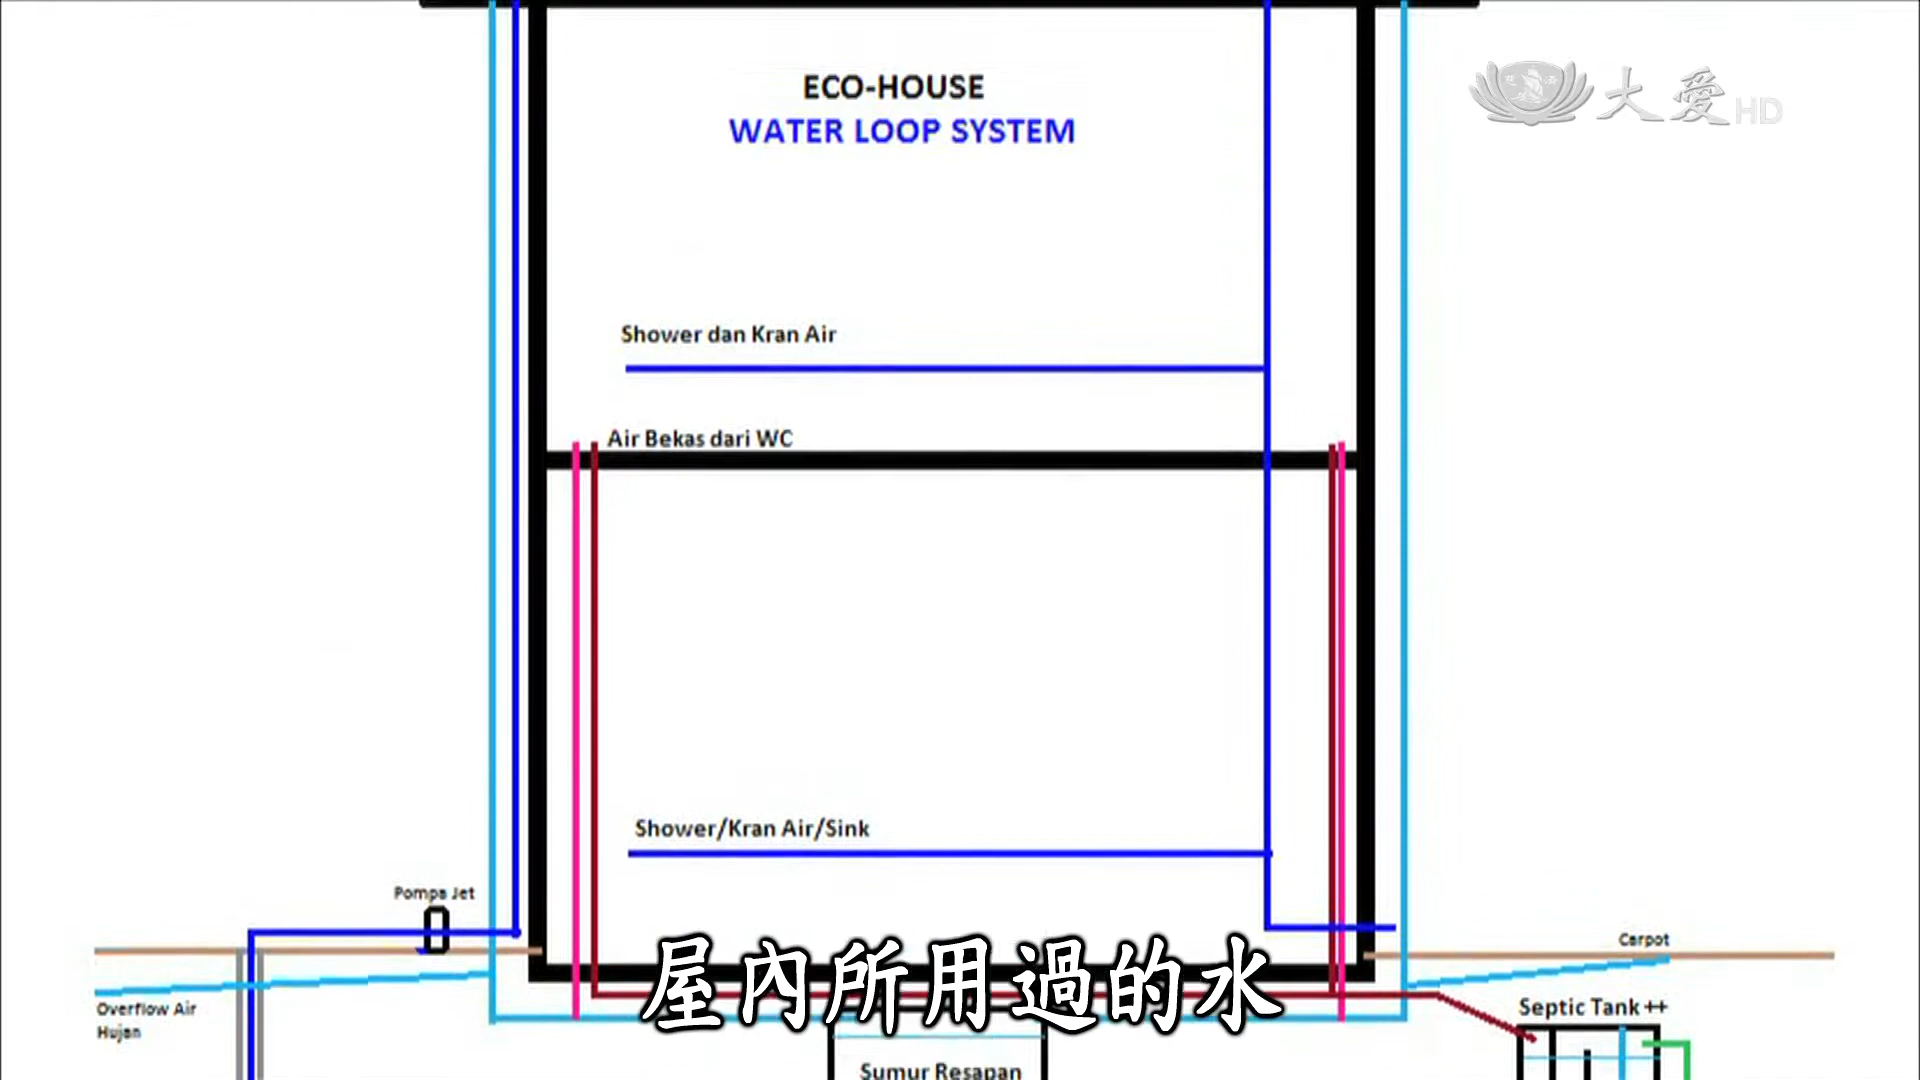 ECO-HOUSE
WATER LOOP SYSTEM
大愛HD
Shower dan Kran Air
Air Bekas dari WC
Shower/Kran Air/Sink
Pompa Jet
Carpot
Overflow Air
Hujan
屋內所用過的水
Septic Tank ++
Sumur Resapan